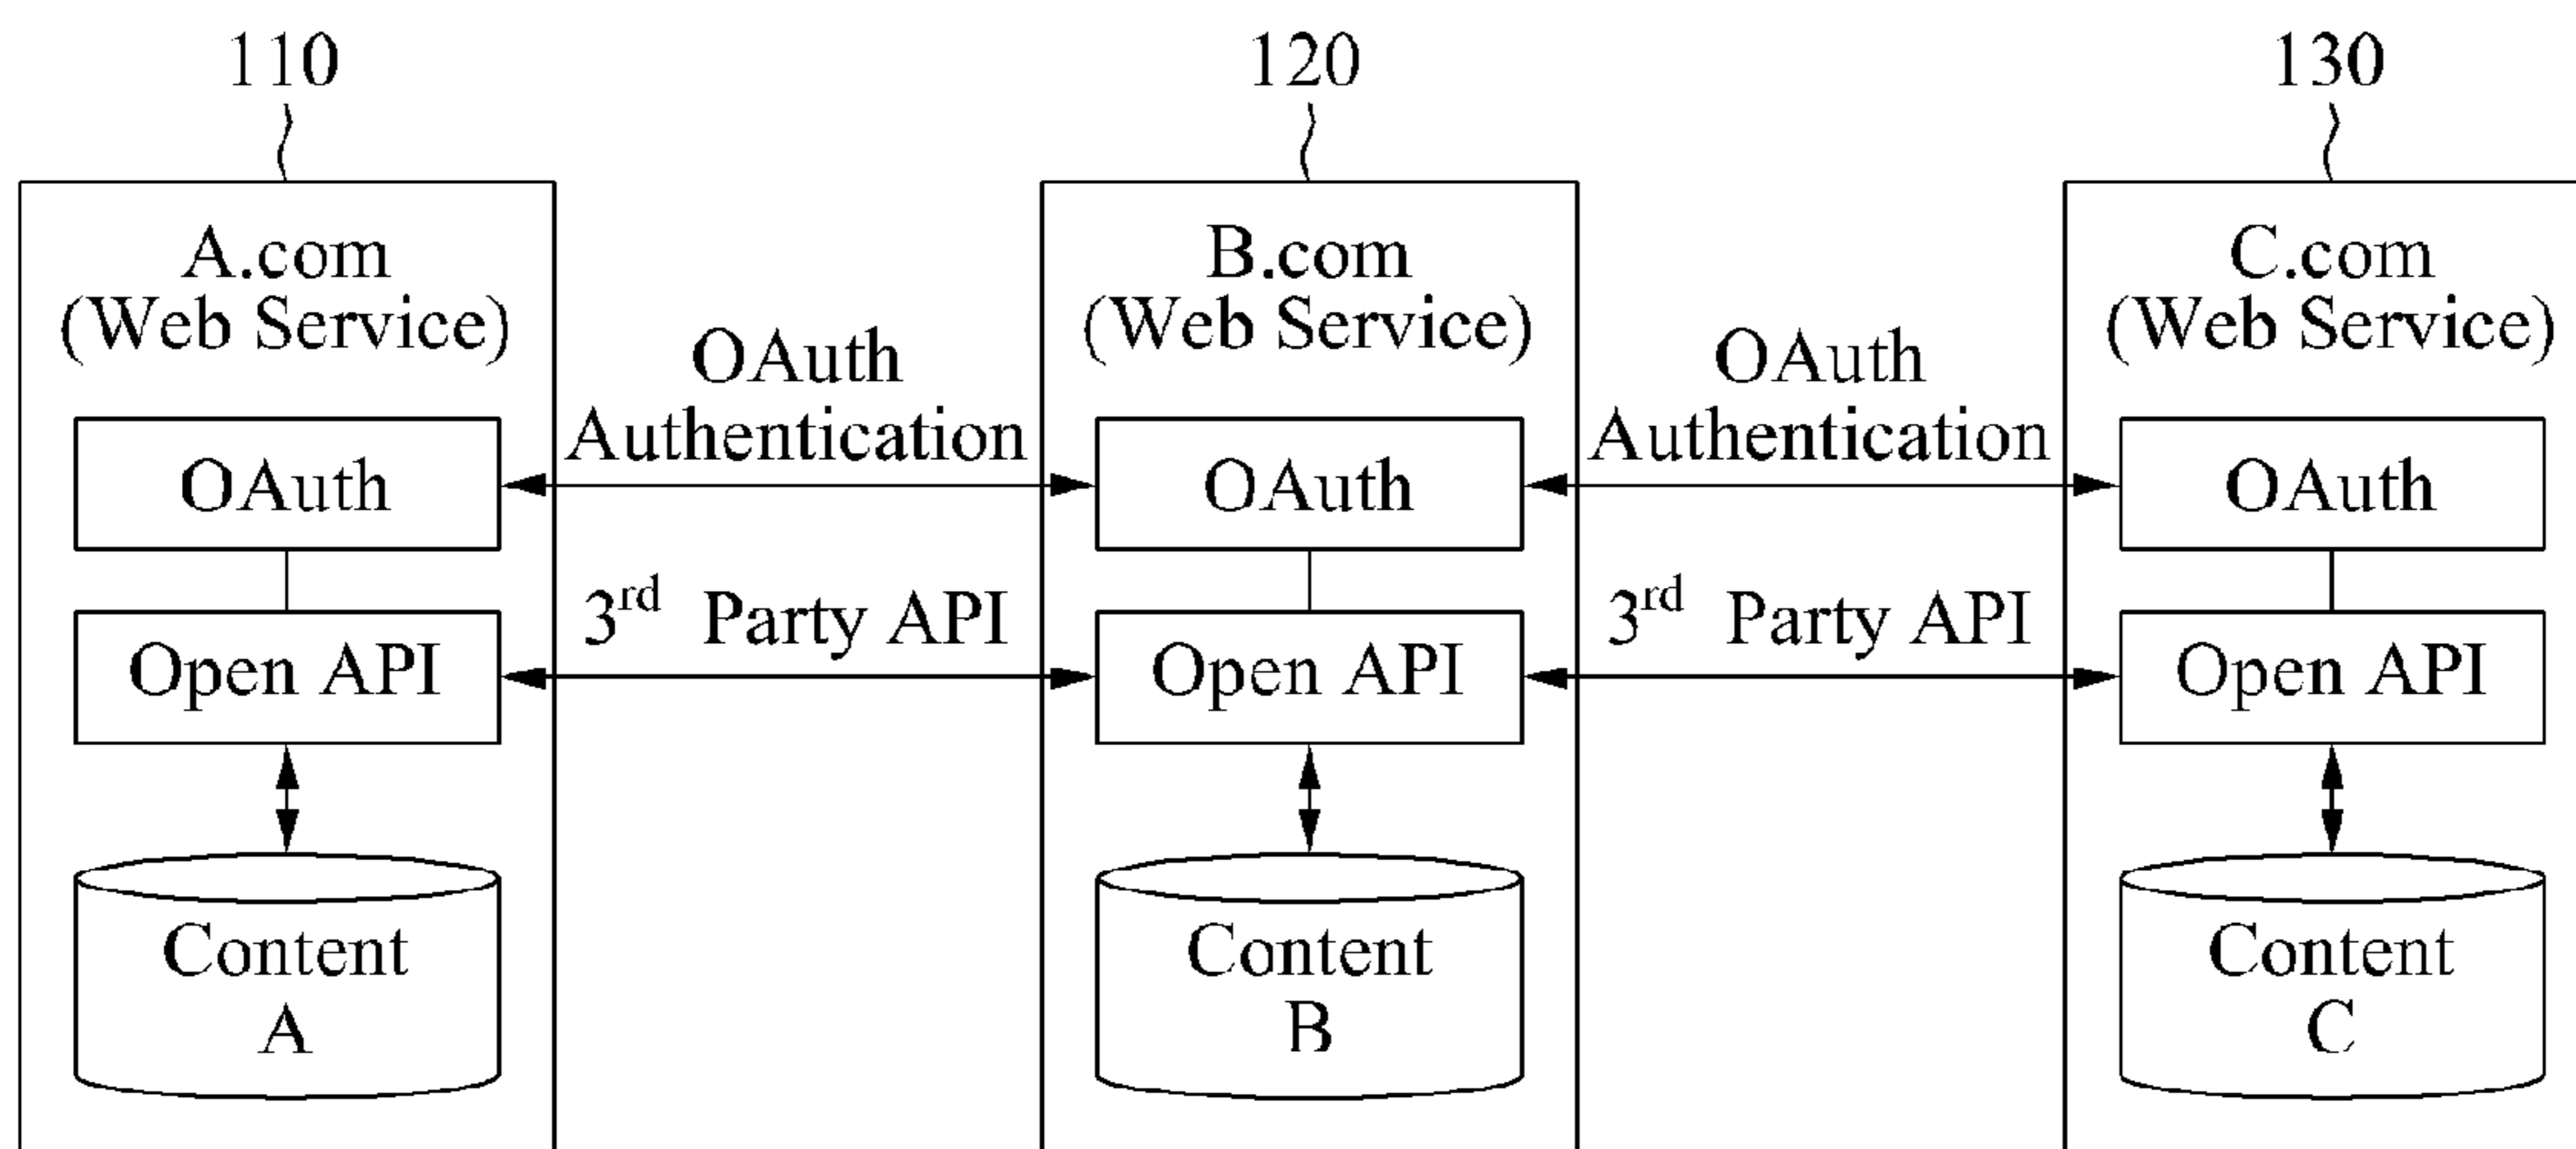 110
120
130
A.com
(Web Service)
B.com
(Web Service)
C.com
(Web Service)
OAuth
Authentication
OAuth
Authentication
OAuth
OAuth
OAuth
3rd Party API
3rd Party API
Open API
Open API
Open API
Content
A
Content
B
Content
C